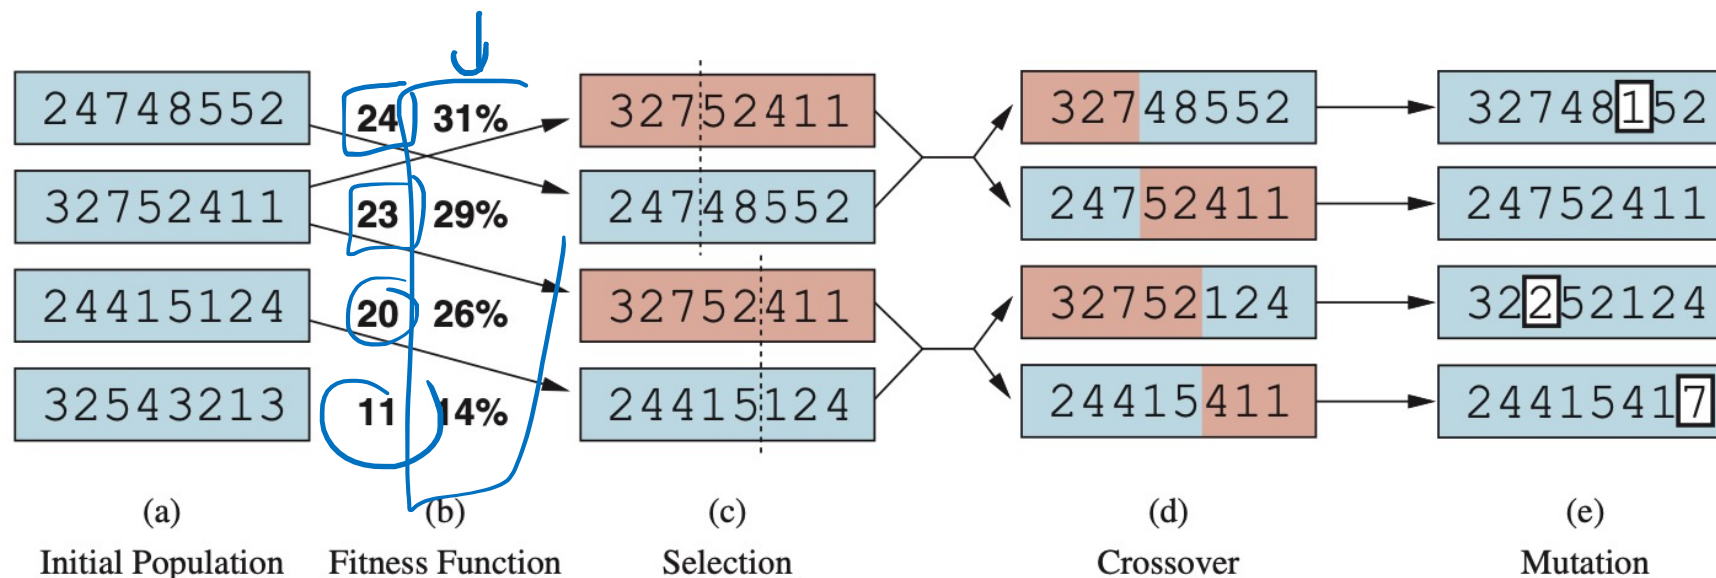 24748552 24 31% 32752411 32748552 32748152
32752411 23 29% 24748552 24752411 24752411
24415124 20 26% 32752411 32752124 32252124
32543213 11 14% 24415124 24415411 24415417
(a) (b) (c) (d) (e)
Initial Population Fitness Function Selection Crossover Mutation